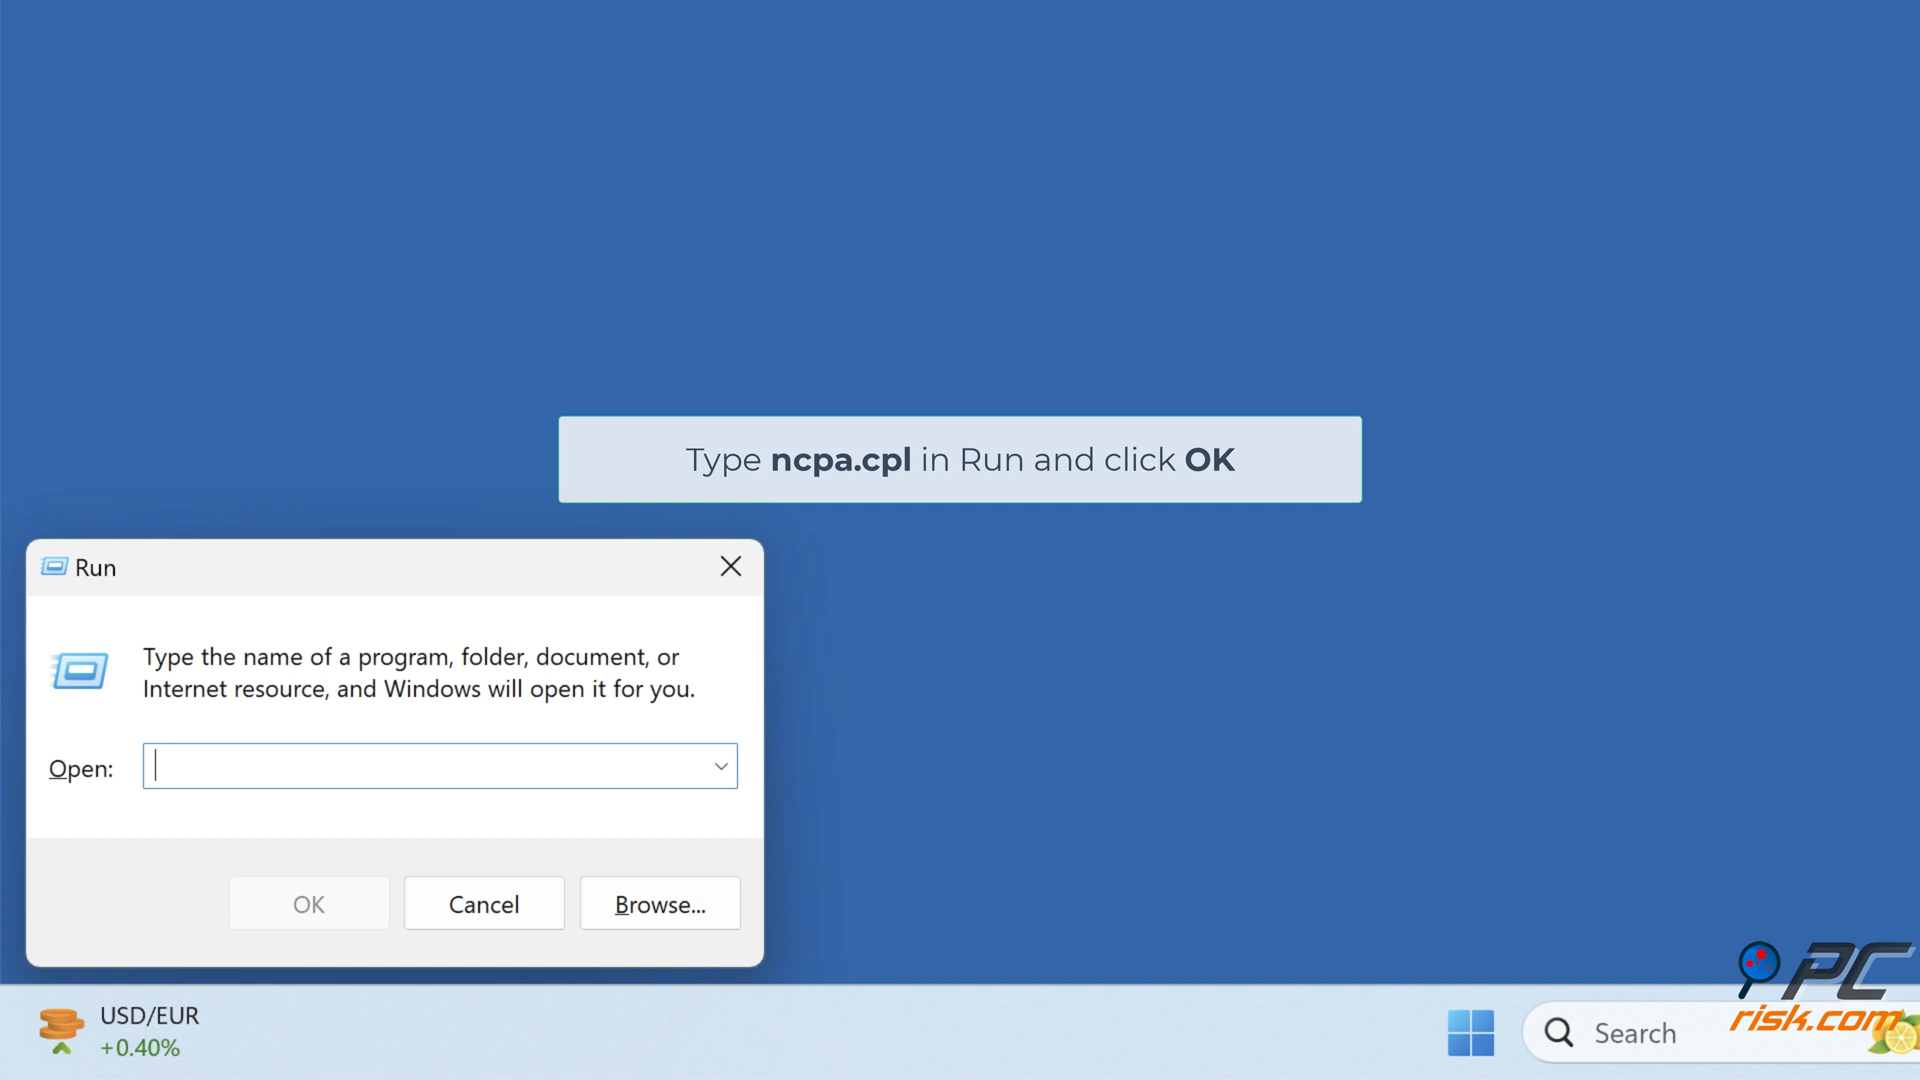 Type ncpa.cpl in Run and click OK
Run
Type the name of a program, folder, document, or
Internet resource, and Windows will open it for you.
Open:
OK
Cancel
Browse...
USD/EUR
+0.40%
Search
PC
risk.com